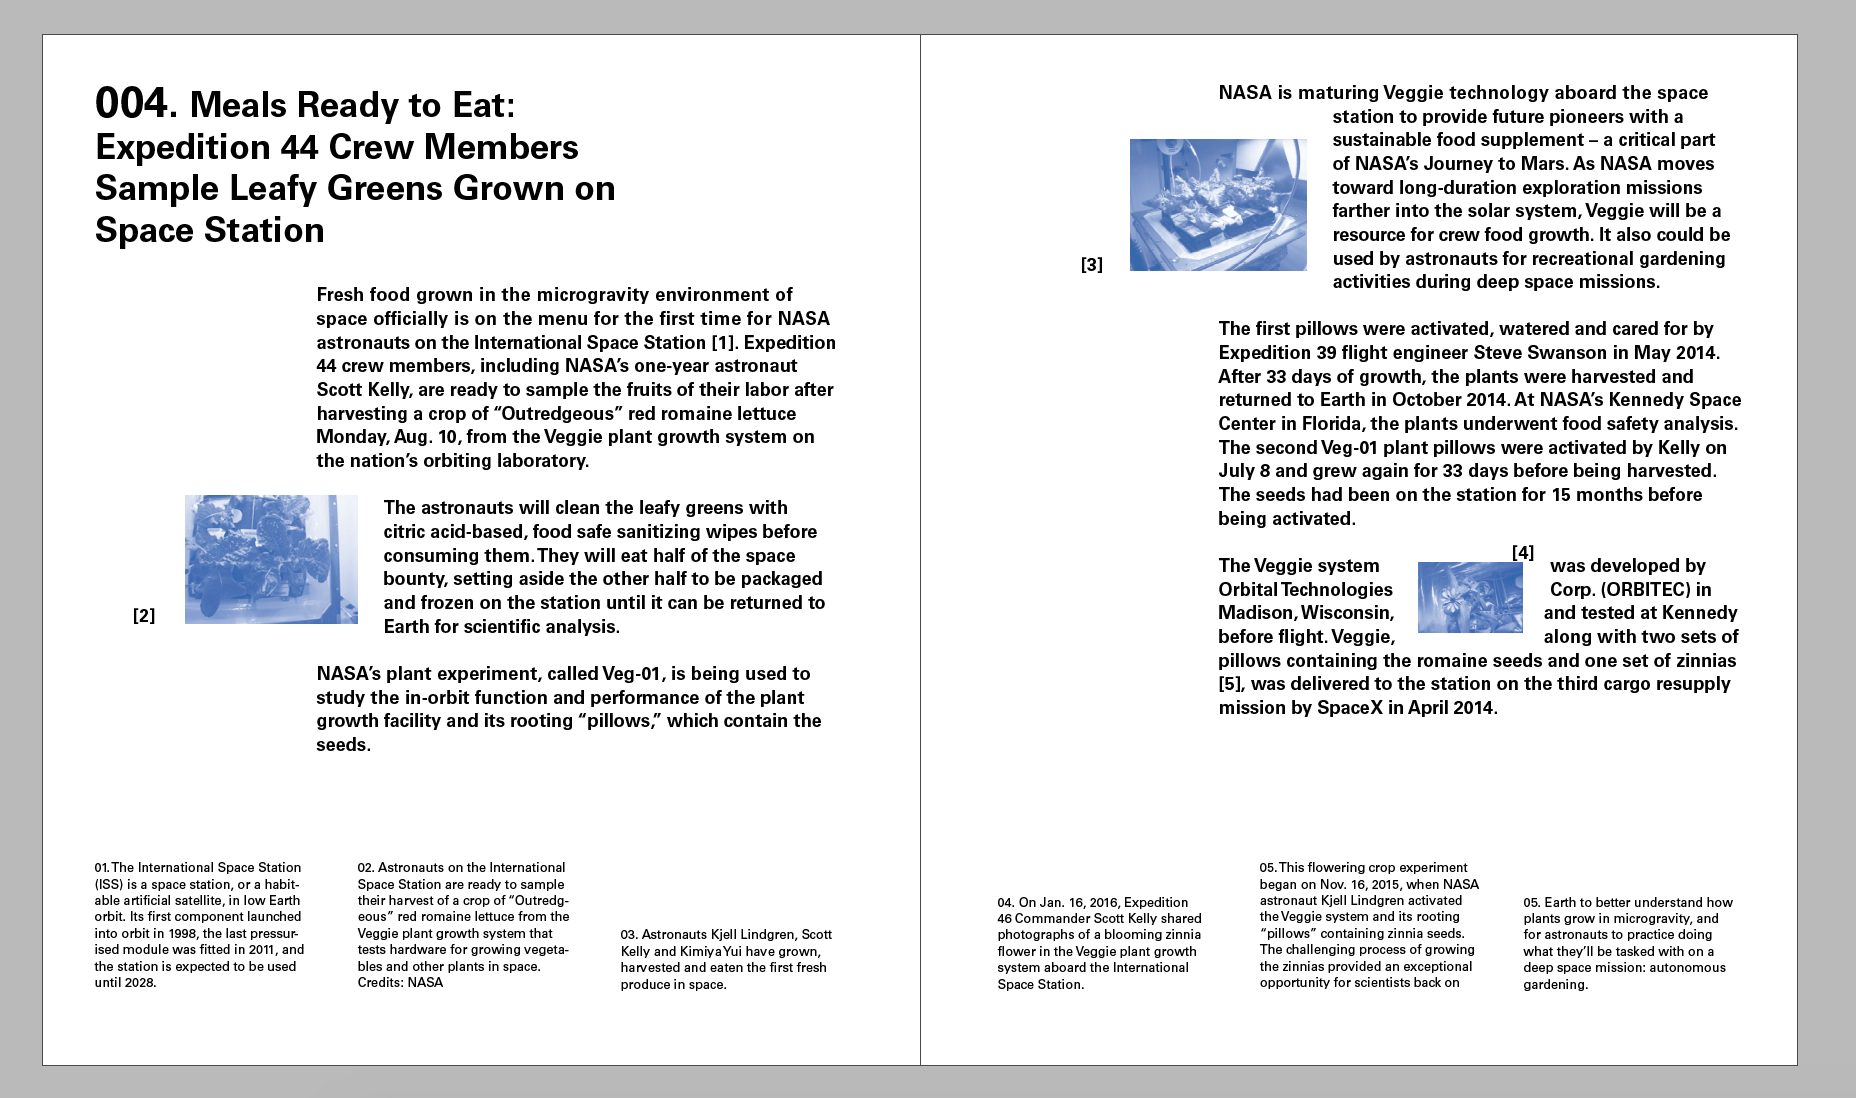 004. Meals Ready to Eat:
Expedition 44 Crew Members
Sample Leafy Greens Grown on
Space Station
Fresh food grown in the microgravity environment of
space officially is on the menu for the first time for NASA
astronauts on the International Space Station [1]. Expedition
44 crew members, including NASA’s one-year astronaut
Scott Kelly, are ready to sample the fruits of their labor after
harvesting a crop of “Outredgeous” red romaine lettuce
Monday, Aug. 10, from the Veggie plant growth system on
the nation’s orbiting laboratory.
The astronauts will clean the leafy greens with
citric acid-based, food safe sanitizing wipes before
consuming them. They will eat half of the space
bounty, setting aside the other half to be packaged
and frozen on the station until it can be returned to
Earth for scientific analysis.
[2]
NASA’s plant experiment, called Veg-01, is being used to
study the in-orbit function and performance of the plant
growth facility and its rooting “pillows,” which contain the
seeds.
01. The International Space Station
(ISS) is a space station, or a habit-
able artificial satellite, in low Earth
orbit. Its first component launched
into orbit in 1998, the last pressur-
ised module was fitted in 2011, and
the station is expected to be used
until 2028.
02. Astronauts on the International
Space Station are ready to sample
their harvest of a crop of “Outredg-
eous” red romaine lettuce from the
Veggie plant growth system that
tests hardware for growing vegeta-
bles and other plants in space.
Credits: NASA
03. Astronauts Kjell Lindgren, Scott
Kelly and Kimiya Yui have grown,
harvested and eaten the first fresh
produce in space.
NASA is maturing Veggie technology aboard the space
station to provide future pioneers with a
sustainable food supplement – a critical part
of NASA’s Journey to Mars. As NASA moves
toward long-duration exploration missions
farther into the solar system, Veggie will be a
resource for crew food growth. It also could be
used by astronauts for recreational gardening
activities during deep space missions.
[3]
The first pillows were activated, watered and cared for by
Expedition 39 flight engineer Steve Swanson in May 2014.
After 33 days of growth, the plants were harvested and
returned to Earth in October 2014. At NASA’s Kennedy Space
Center in Florida, the plants underwent food safety analysis.
The second Veg-01 plant pillows were activated by Kelly on
July 8 and grew again for 33 days before being harvested.
The seeds had been on the station for 15 months before
being activated.
[4]
The Veggie system was developed by
Orbital Technologies Corp. (ORBITEC) in
Madison, Wisconsin, and tested at Kennedy
before flight. Veggie, along with two sets of
pillows containing the romaine seeds and one set of zinnias
[5], was delivered to the station on the third cargo resupply
mission by SpaceX in April 2014.
04. On Jan. 16, 2016, Expedition
46 Commander Scott Kelly shared
photographs of a blooming zinnia
flower in the Veggie plant growth
system aboard the International
Space Station.
05. This flowering crop experiment
began on Nov. 16, 2015, when NASA
astronaut Kjell Lindgren activated
the Veggie system and its rooting
“pillows” containing zinnia seeds.
The challenging process of growing
the zinnias provided an exceptional
opportunity for scientists back on
05. Earth to better understand how
plants grow in microgravity, and
for astronauts to practice doing
what they’ll be tasked with on a
deep space mission: autonomous
gardening.